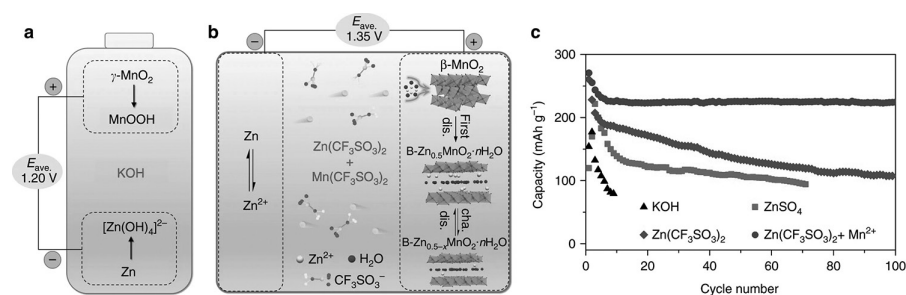 a
γ-MnO2
MnOOH
KOH
[Zn(OH)4]2−
Zn
+
Eave.
1.20 V
−
b
Eave.
1.35 V
−
+
Zn
Zn2+
Zn(CF3SO3)2
+
Mn(CF3SO3)2
Zn2+
H2O
CF3SO3−
β-MnO2
First
dis.
B-Zn0.5MnO2·nH2O
dis.
cha.
B-Zn0.5−xMnO2·nH2O
c
Capacity (mAh g−1)
300
200
100
0
KOH
ZnSO4
Zn(CF3SO3)2
Zn(CF3SO3)2+ Mn2+
0
20
40
60
80
100
Cycle number